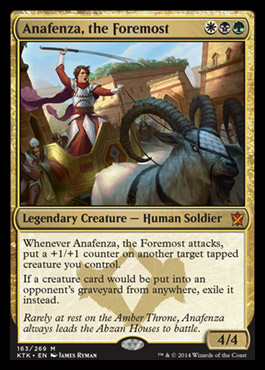 Anafenza, the Foremost
Legendary Creature — Human Soldier
Whenever Anafenza, the Foremost attacks,
put a +1/+1 counter on another target tapped
creature you control.
If a creature card would be put into an
opponent's graveyard from anywhere, exile it
instead.
Rarely at rest on the Amber Throne, Anafenza
always leads the Abzan Houses to battle.
4/4
163/269 M
KTK • EN JAMES RYMAN
™ & © 2014 Wizards of the Coast